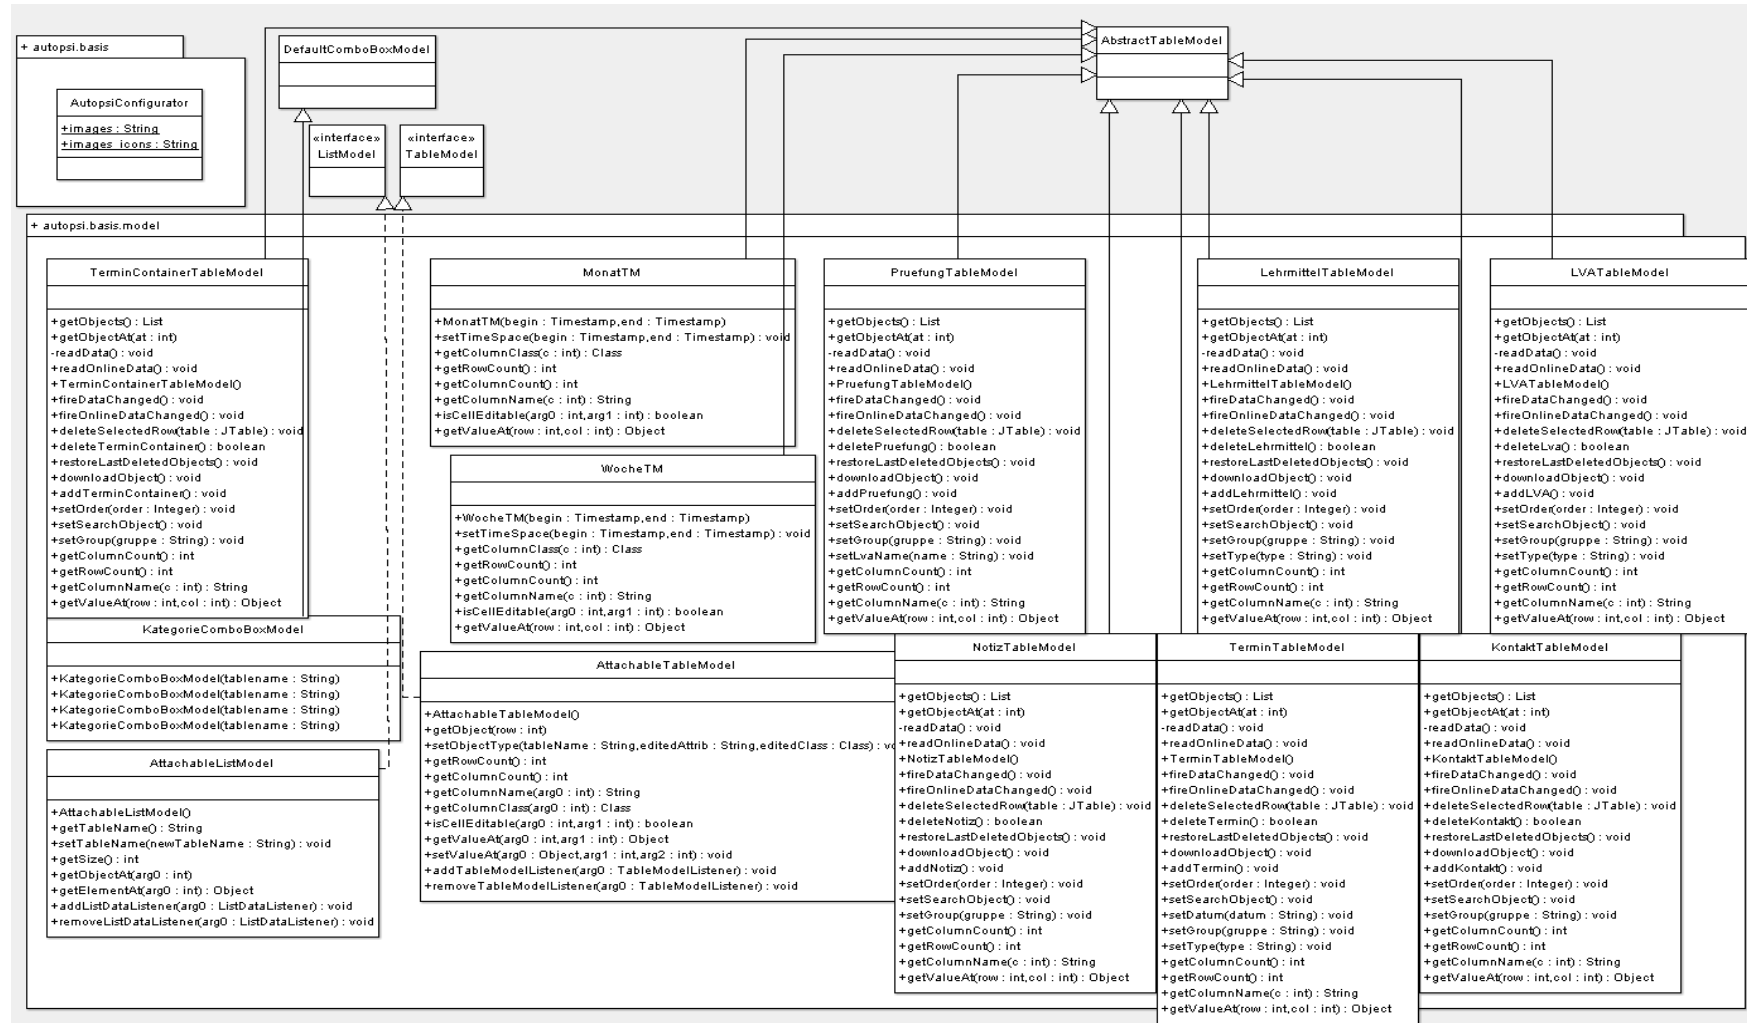 + autopsi.basis
AutopsiConfigurator
+images : String
+images_icons : String
DefaultComboBoxModel
«interface»
ListModel
«interface»
TableModel
AbstractTableModel
+ autopsi.basis.model
TerminContainerTableModel
+getObjects() : List
+getObjectAt(at : int)
-readData() : void
+readOnlineData() : void
+TerminContainerTableModel()
+fireDataChanged() : void
+fireOnlineDataChanged() : void
+deleteSelectedRow(table : JTable) : void
+deleteTerminContainer() : boolean
+restoreLastDeletedObjects() : void
+downloadObject() : void
+addTerminContainer() : void
+setOrder(order : Integer) : void
+setSearchObject() : void
+setGroup(gruppe : String) : void
+getColumnCount() : int
+getRowCount() : int
+getColumnName(c : int) : String
+getValueAt(row : int,col : int) : Object
MonatTM
+MonatTM(begin : Timestamp,end : Timestamp)
+setTimeSpace(begin : Timestamp,end : Timestamp) : void
+getColumnClass(c : int) : Class
+getRowCount() : int
+getColumnCount() : int
+getColumnName(c : int) : String
+isCellEditable(arg0 : int,arg1 : int) : boolean
+getValueAt(row : int,col : int) : Object
WocheTM
+WocheTM(begin : Timestamp,end : Timestamp)
+setTimeSpace(begin : Timestamp,end : Timestamp) : void
+getColumnClass(c : int) : Class
+getRowCount() : int
+getColumnCount() : int
+getColumnName(c : int) : String
+isCellEditable(arg0 : int,arg1 : int) : boolean
+getValueAt(row : int,col : int) : Object
PruefungTableModel
+getObjects() : List
+getObjectAt(at : int)
-readData() : void
+readOnlineData() : void
+PruefungTableModel()
+fireDataChanged() : void
+fireOnlineDataChanged() : void
+deleteSelectedRow(table : JTable) : void
+deletePruefung() : boolean
+restoreLastDeletedObjects() : void
+downloadObject() : void
+addPruefung() : void
+setOrder(order : Integer) : void
+setSearchObject() : void
+setGroup(gruppe : String) : void
+setLvaName(name : String) : void
+getColumnCount() : int
+getRowCount() : int
+getColumnName(c : int) : String
+getValueAt(row : int,col : int) : Object
LehrmittelTableModel
+getObjects() : List
+getObjectAt(at : int)
-readData() : void
+readOnlineData() : void
+LehrmittelTableModel()
+fireDataChanged() : void
+fireOnlineDataChanged() : void
+deleteSelectedRow(table : JTable) : void
+deleteLehrmittel() : boolean
+restoreLastDeletedObjects() : void
+downloadObject() : void
+addLehrmittel() : void
+setOrder(order : Integer) : void
+setSearchObject() : void
+setGroup(gruppe : String) : void
+setType(type : String) : void
+getColumnCount() : int
+getRowCount() : int
+getColumnName(c : int) : String
+getValueAt(row : int,col : int) : Object
LVATableModel
+getObjects() : List
+getObjectAt(at : int)
-readData() : void
+readOnlineData() : void
+LVATableModel()
+fireDataChanged() : void
+fireOnlineDataChanged() : void
+deleteSelectedRow(table : JTable) : void
+deleteLva() : boolean
+restoreLastDeletedObjects() : void
+downloadObject() : void
+addLVA() : void
+setOrder(order : Integer) : void
+setSearchObject() : void
+setGroup(gruppe : String) : void
+setType(type : String) : void
+getColumnCount() : int
+getRowCount() : int
+getColumnName(c : int) : String
+getValueAt(row : int,col : int) : Object
KategorieComboBoxModel
+KategorieComboBoxModel(tablename : String)
+KategorieComboBoxModel(tablename : String)
+KategorieComboBoxModel(tablename : String)
+KategorieComboBoxModel(tablename : String)
AttachableListModel
+AttachableListModel()
+getTableName() : String
+setTableName(newTableName : String) : void
+getSize() : int
+getObjectAt(arg0 : int)
+getElementAt(arg0 : int) : Object
+addListDataListener(arg0 : ListDataListener) : void
+removeListDataListener(arg0 : ListDataListener) : void
AttachableTableModel
+AttachableTableModel()
+getObject(row : int)
+setObjectType(tableName : String,editedAttrib : String,editedClass : Class) : vo
+getRowCount() : int
+getColumnCount() : int
+getColumnName(arg0 : int) : String
+getColumnClass(arg0 : int) : Class
+isCellEditable(arg0 : int,arg1 : int) : boolean
+getValueAt(arg0 : int,arg1 : int) : Object
+setValueAt(arg0 : Object,arg1 : int,arg2 : int) : void
+addTableModelListener(arg0 : TableModelListener) : void
+removeTableModelListener(arg0 : TableModelListener) : void
NotizTableModel
+getObjects() : List
+getObjectAt(at : int)
-readData() : void
+readOnlineData() : void
+NotizTableModel()
+fireDataChanged() : void
+fireOnlineDataChanged() : void
+deleteSelectedRow(table : JTable) : void
+deleteNotiz() : boolean
+restoreLastDeletedObjects() : void
+downloadObject() : void
+addNotiz() : void
+setOrder(order : Integer) : void
+setSearchObject() : void
+setGroup(gruppe : String) : void
+getColumnCount() : int
+getRowCount() : int
+getColumnName(c : int) : String
+getValueAt(row : int,col : int) : Object
TerminTableModel
+getObjects() : List
+getObjectAt(at : int)
-readData() : void
+readOnlineData() : void
+TerminTableModel()
+fireDataChanged() : void
+fireOnlineDataChanged() : void
+deleteSelectedRow(table : JTable) : void
+deleteTermin() : boolean
+restoreLastDeletedObjects() : void
+downloadObject() : void
+addTermin() : void
+setOrder(order : Integer) : void
+setSearchObject() : void
+setDatum(datum : String) : void
+setGroup(gruppe : String) : void
+setType(type : String) : void
+getColumnCount() : int
+getRowCount() : int
+getColumnName(c : int) : String
+getValueAt(row : int,col : int) : Object
KontaktTableModel
+getObjects() : List
+getObjectAt(at : int)
-readData() : void
+readOnlineData() : void
+KontaktTableModel()
+fireDataChanged() : void
+fireOnlineDataChanged() : void
+deleteSelectedRow(table : JTable) : void
+deleteKontakt() : boolean
+restoreLastDeletedObjects() : void
+downloadObject() : void
+addKontakt() : void
+setOrder(order : Integer) : void
+setSearchObject() : void
+setGroup(gruppe : String) : void
+getColumnCount() : int
+getRowCount() : int
+getColumnName(c : int) : String
+getValueAt(row : int,col : int) : Object